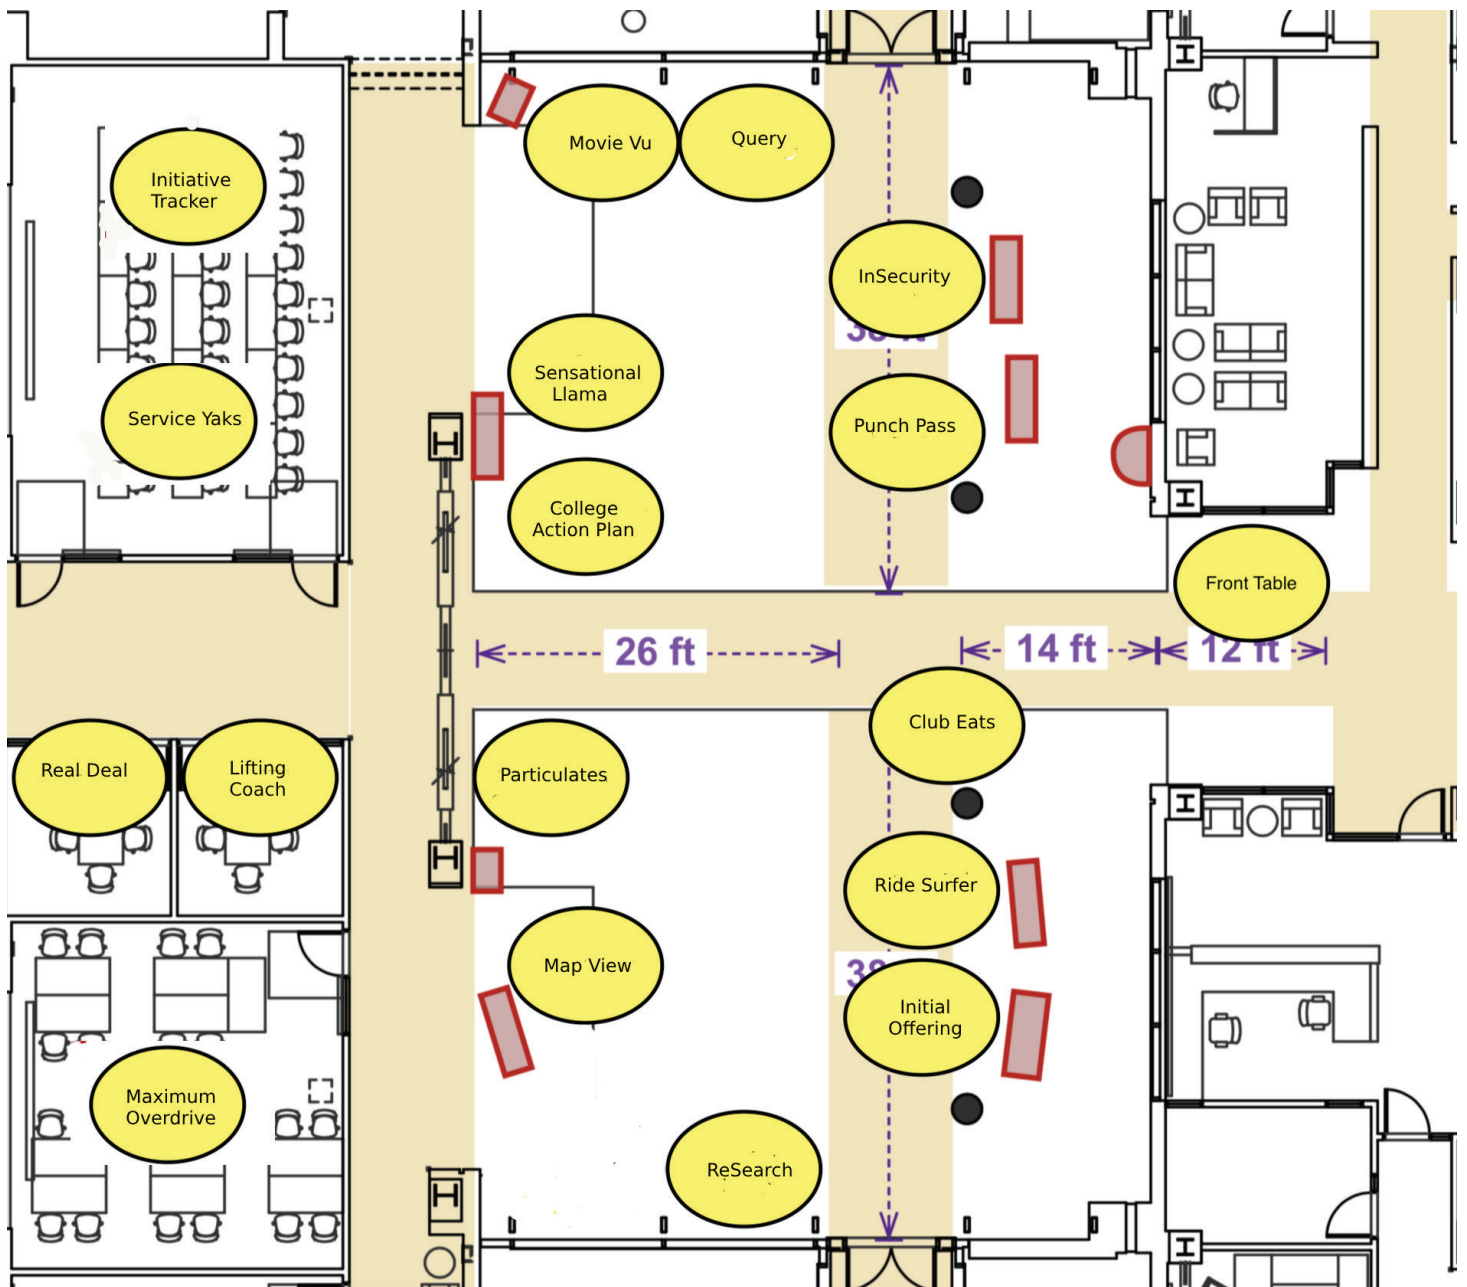 Movie Vu
Query
Initiative
Tracker
InSecurity
Sensational
Llama
Service Yaks
Punch Pass
College
Action Plan
Front Table
26 ft
14 ft
12 ft
Club Eats
Real Deal
Lifting
Coach
Particulates
Ride Surfer
Map View
Initial
Offering
Maximum
Overdrive
ReSearch